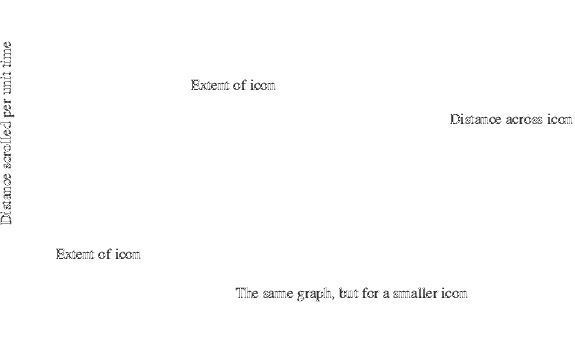 Distance scrolled per unit time
Extent of icon
Distance across icon
Extent of icon
The same graph, but for a smaller icon